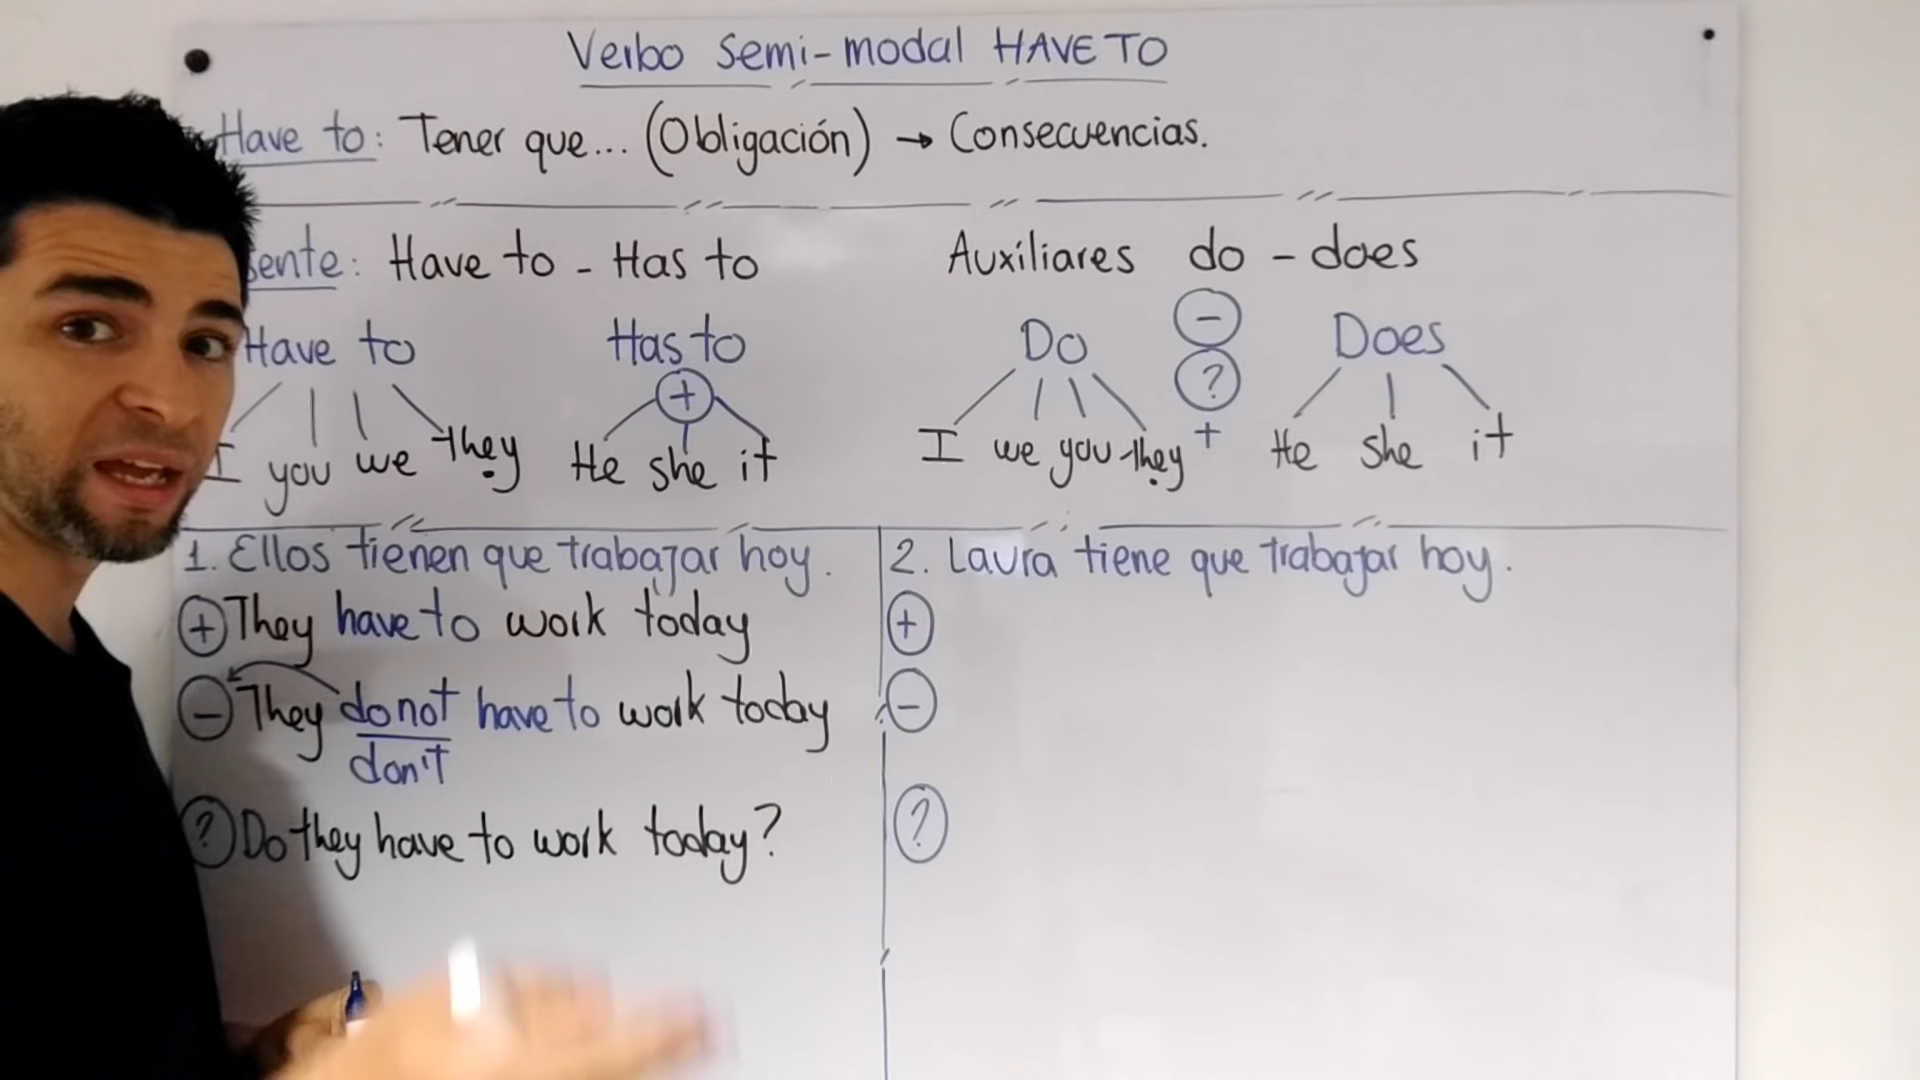 Verbo semi-modal HAVE TO
Have to: Tener que... (Obligación) → Consecuencias.
sente: Have to - Has to
Auxiliares do - does
Have to
Has to
Do
Does
-
?
+
+
I you we they
He she it
I we you they
He she it
1. Ellos tienen que trabajar hoy.
+ They have to work today
- They do not have to work today
don't
? Do they have to work today?
2. Laura tiene que trabajar hoy.
+
-
?